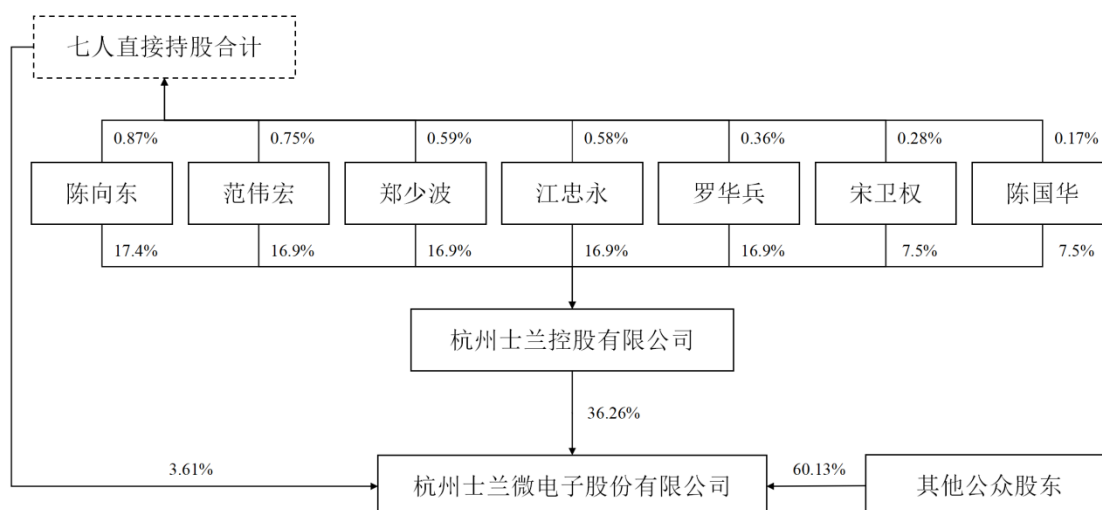 七人直接持股合计
0.87% 0.75% 0.59% 0.58% 0.36% 0.28% 0.17%
陈向东 范伟宏 郑少波 江忠永 罗华兵 宋卫权 陈国华
17.4% 16.9% 16.9% 16.9% 16.9% 7.5% 7.5%
杭州士兰控股有限公司
36.26%
3.61% 60.13%
杭州士兰微电子股份有限公司 其他公众股东